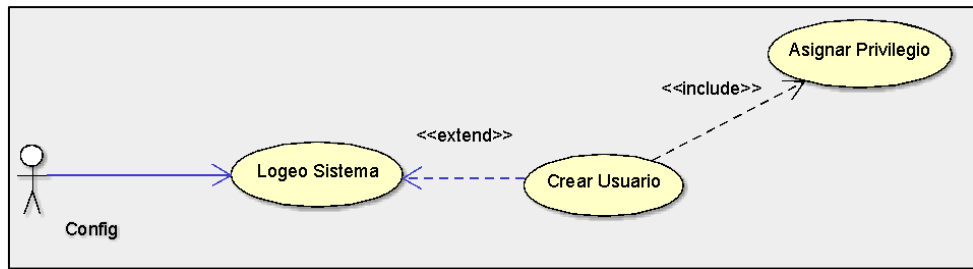 Asignar Privilegio
<<include>>
<<extend>>
Logeo Sistema
Crear Usuario
Config